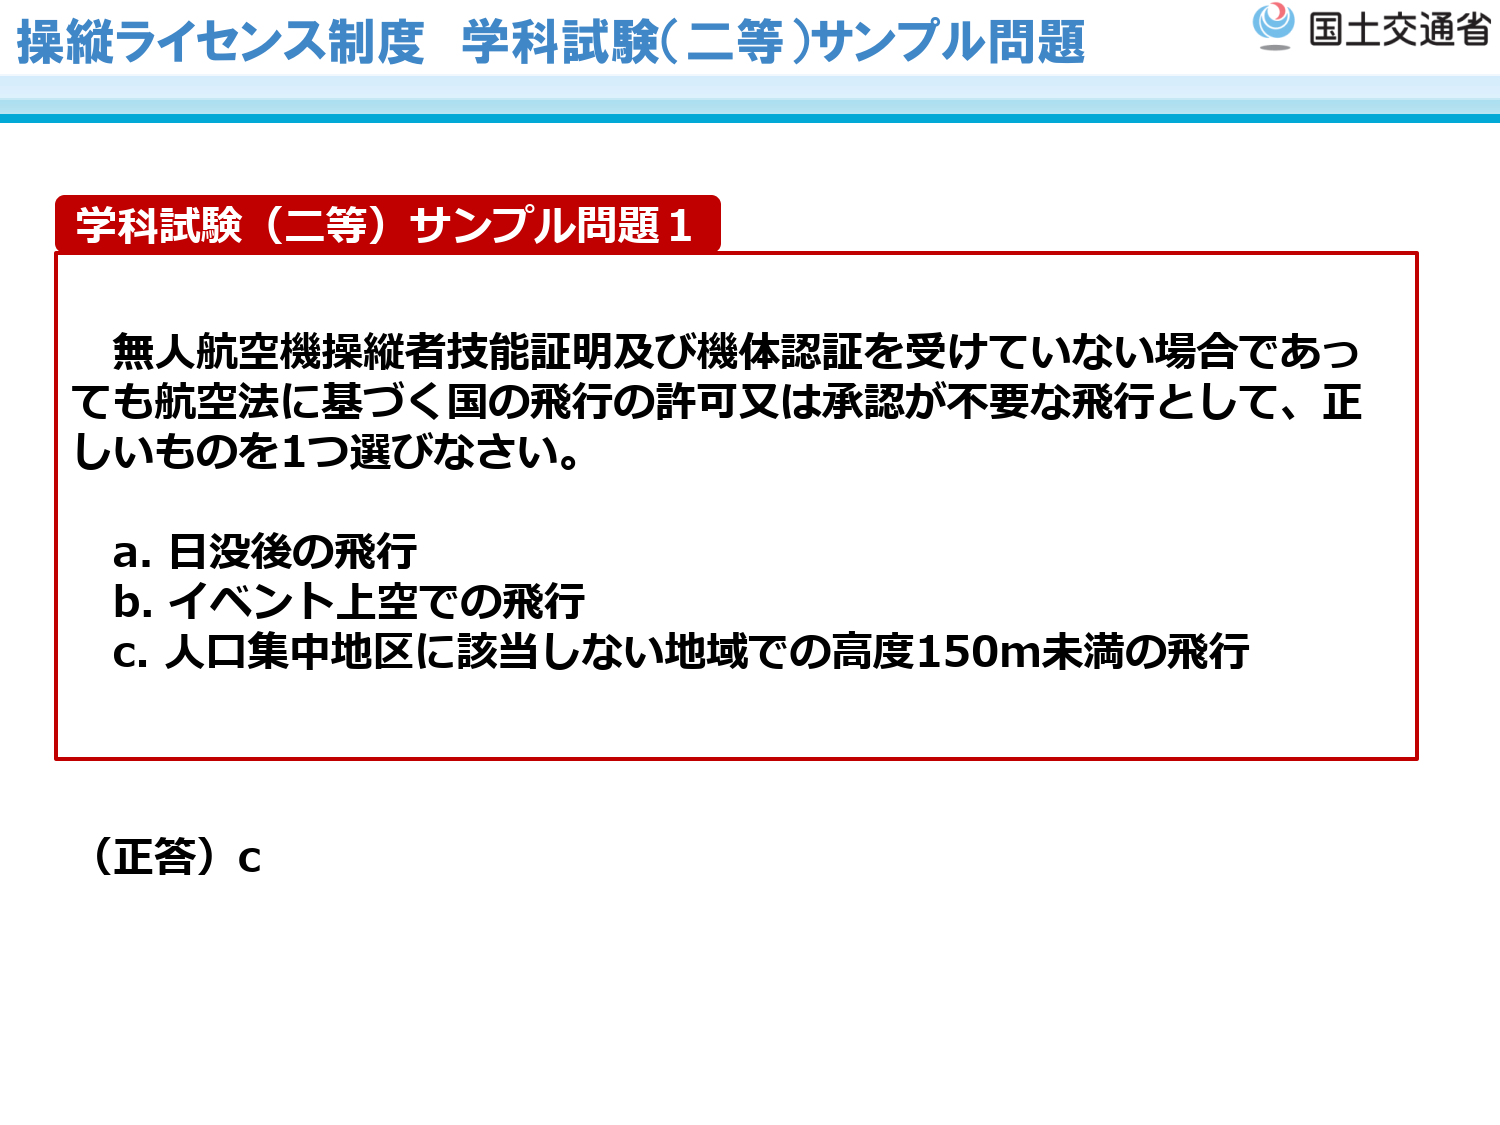 操縦ライセンス制度　学科試験(二等)サンプル問題
国土交通省
学科試験（二等）サンプル問題１
無人航空機操縦者技能証明及び機体認証を受けていない場合であっ
ても航空法に基づく国の飛行の許可又は承認が不要な飛行として、正
しいものを1つ選びなさい。
a. 日没後の飛行
b. イベント上空での飛行
c. 人口集中地区に該当しない地域での高度150m未満の飛行
（正答）c